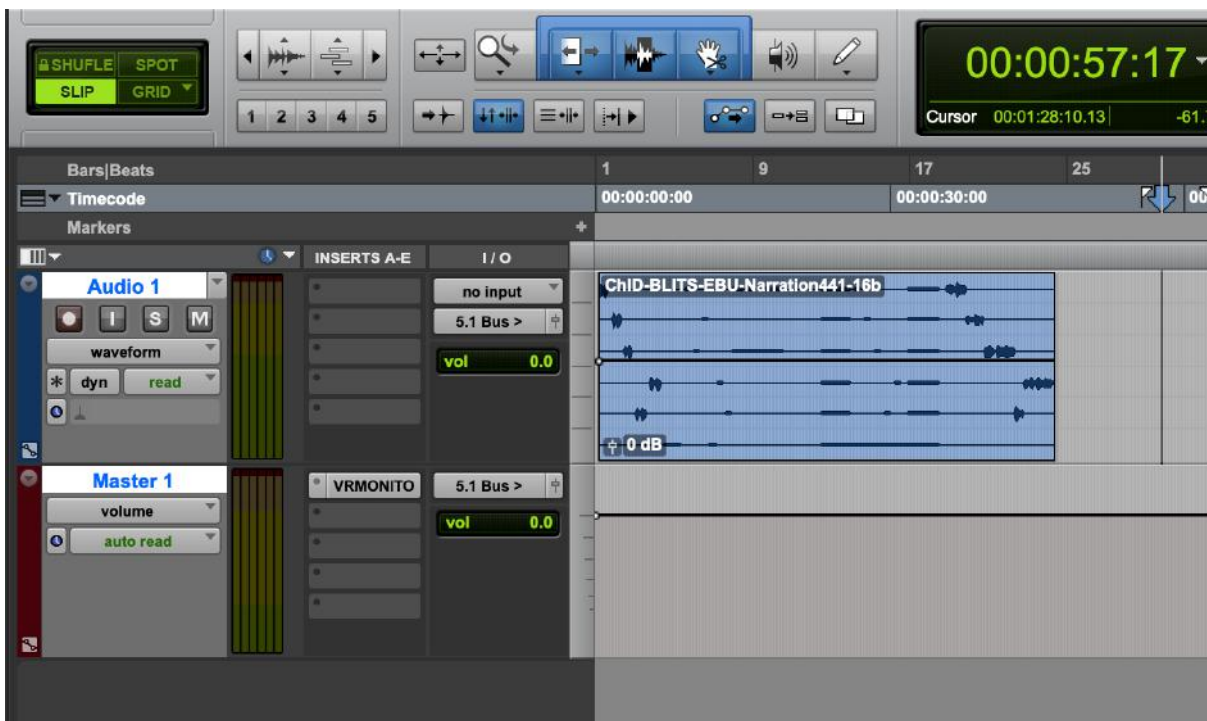 SHUFLE SPOT
SLIP GRID
1 2 3 4 5
00:00:57:17
Cursor 00:01:28:10.13 -61.
Bars|Beats 1 9 17 25
Timecode 00:00:00:00 00:00:30:00
Markers
INSERTS A-E I / O
Audio 1
I S M
waveform
dyn read
no input
5.1 Bus >
vol 0.0
ChID-BLITS-EBU-Narration441-16b
0 dB
Master 1
volume
auto read
VRMONITO
5.1 Bus >
vol 0.0